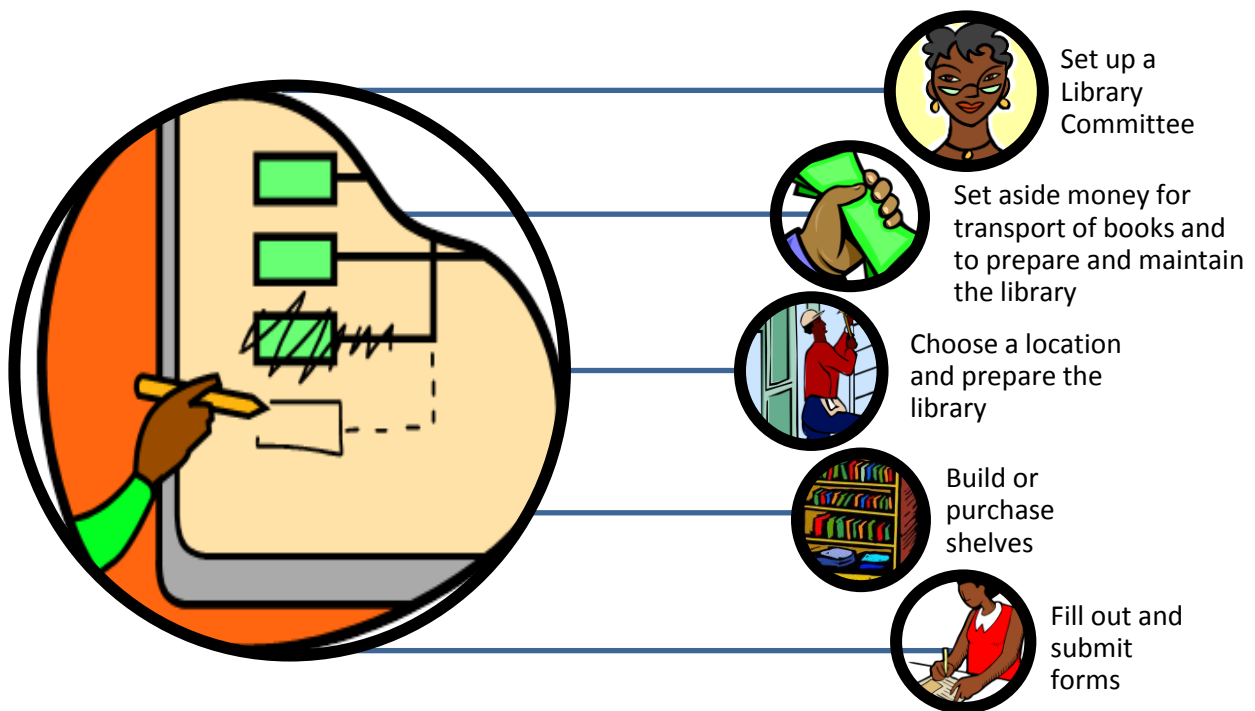 Set up a
Library
Committee
Set aside money for
transport of books and
to prepare and maintain
the library
Choose a location
and prepare the
library
Build or
purchase
shelves
Fill out and
submit
forms